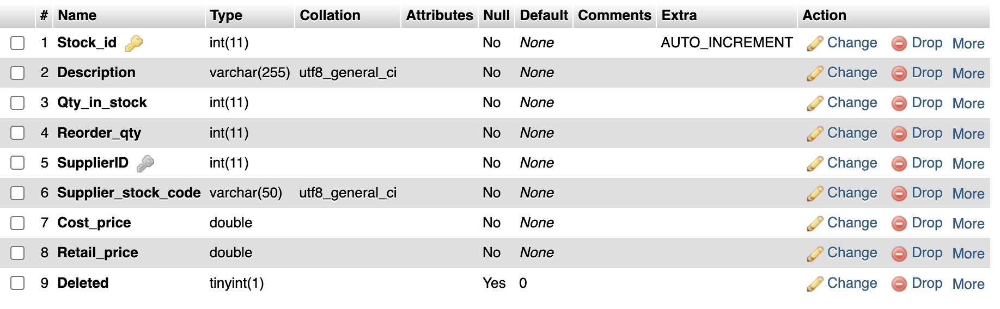 # Name Type Collation Attributes Null Default Comments Extra Action
1 Stock_id int(11) No None AUTO_INCREMENT Change Drop More
2 Description varchar(255) utf8_general_ci No None Change Drop More
3 Qty_in_stock int(11) No None Change Drop More
4 Reorder_qty int(11) No None Change Drop More
5 SupplierID int(11) No None Change Drop More
6 Supplier_stock_code varchar(50) utf8_general_ci No None Change Drop More
7 Cost_price double No None Change Drop More
8 Retail_price double No None Change Drop More
9 Deleted tinyint(1) Yes 0 Change Drop More